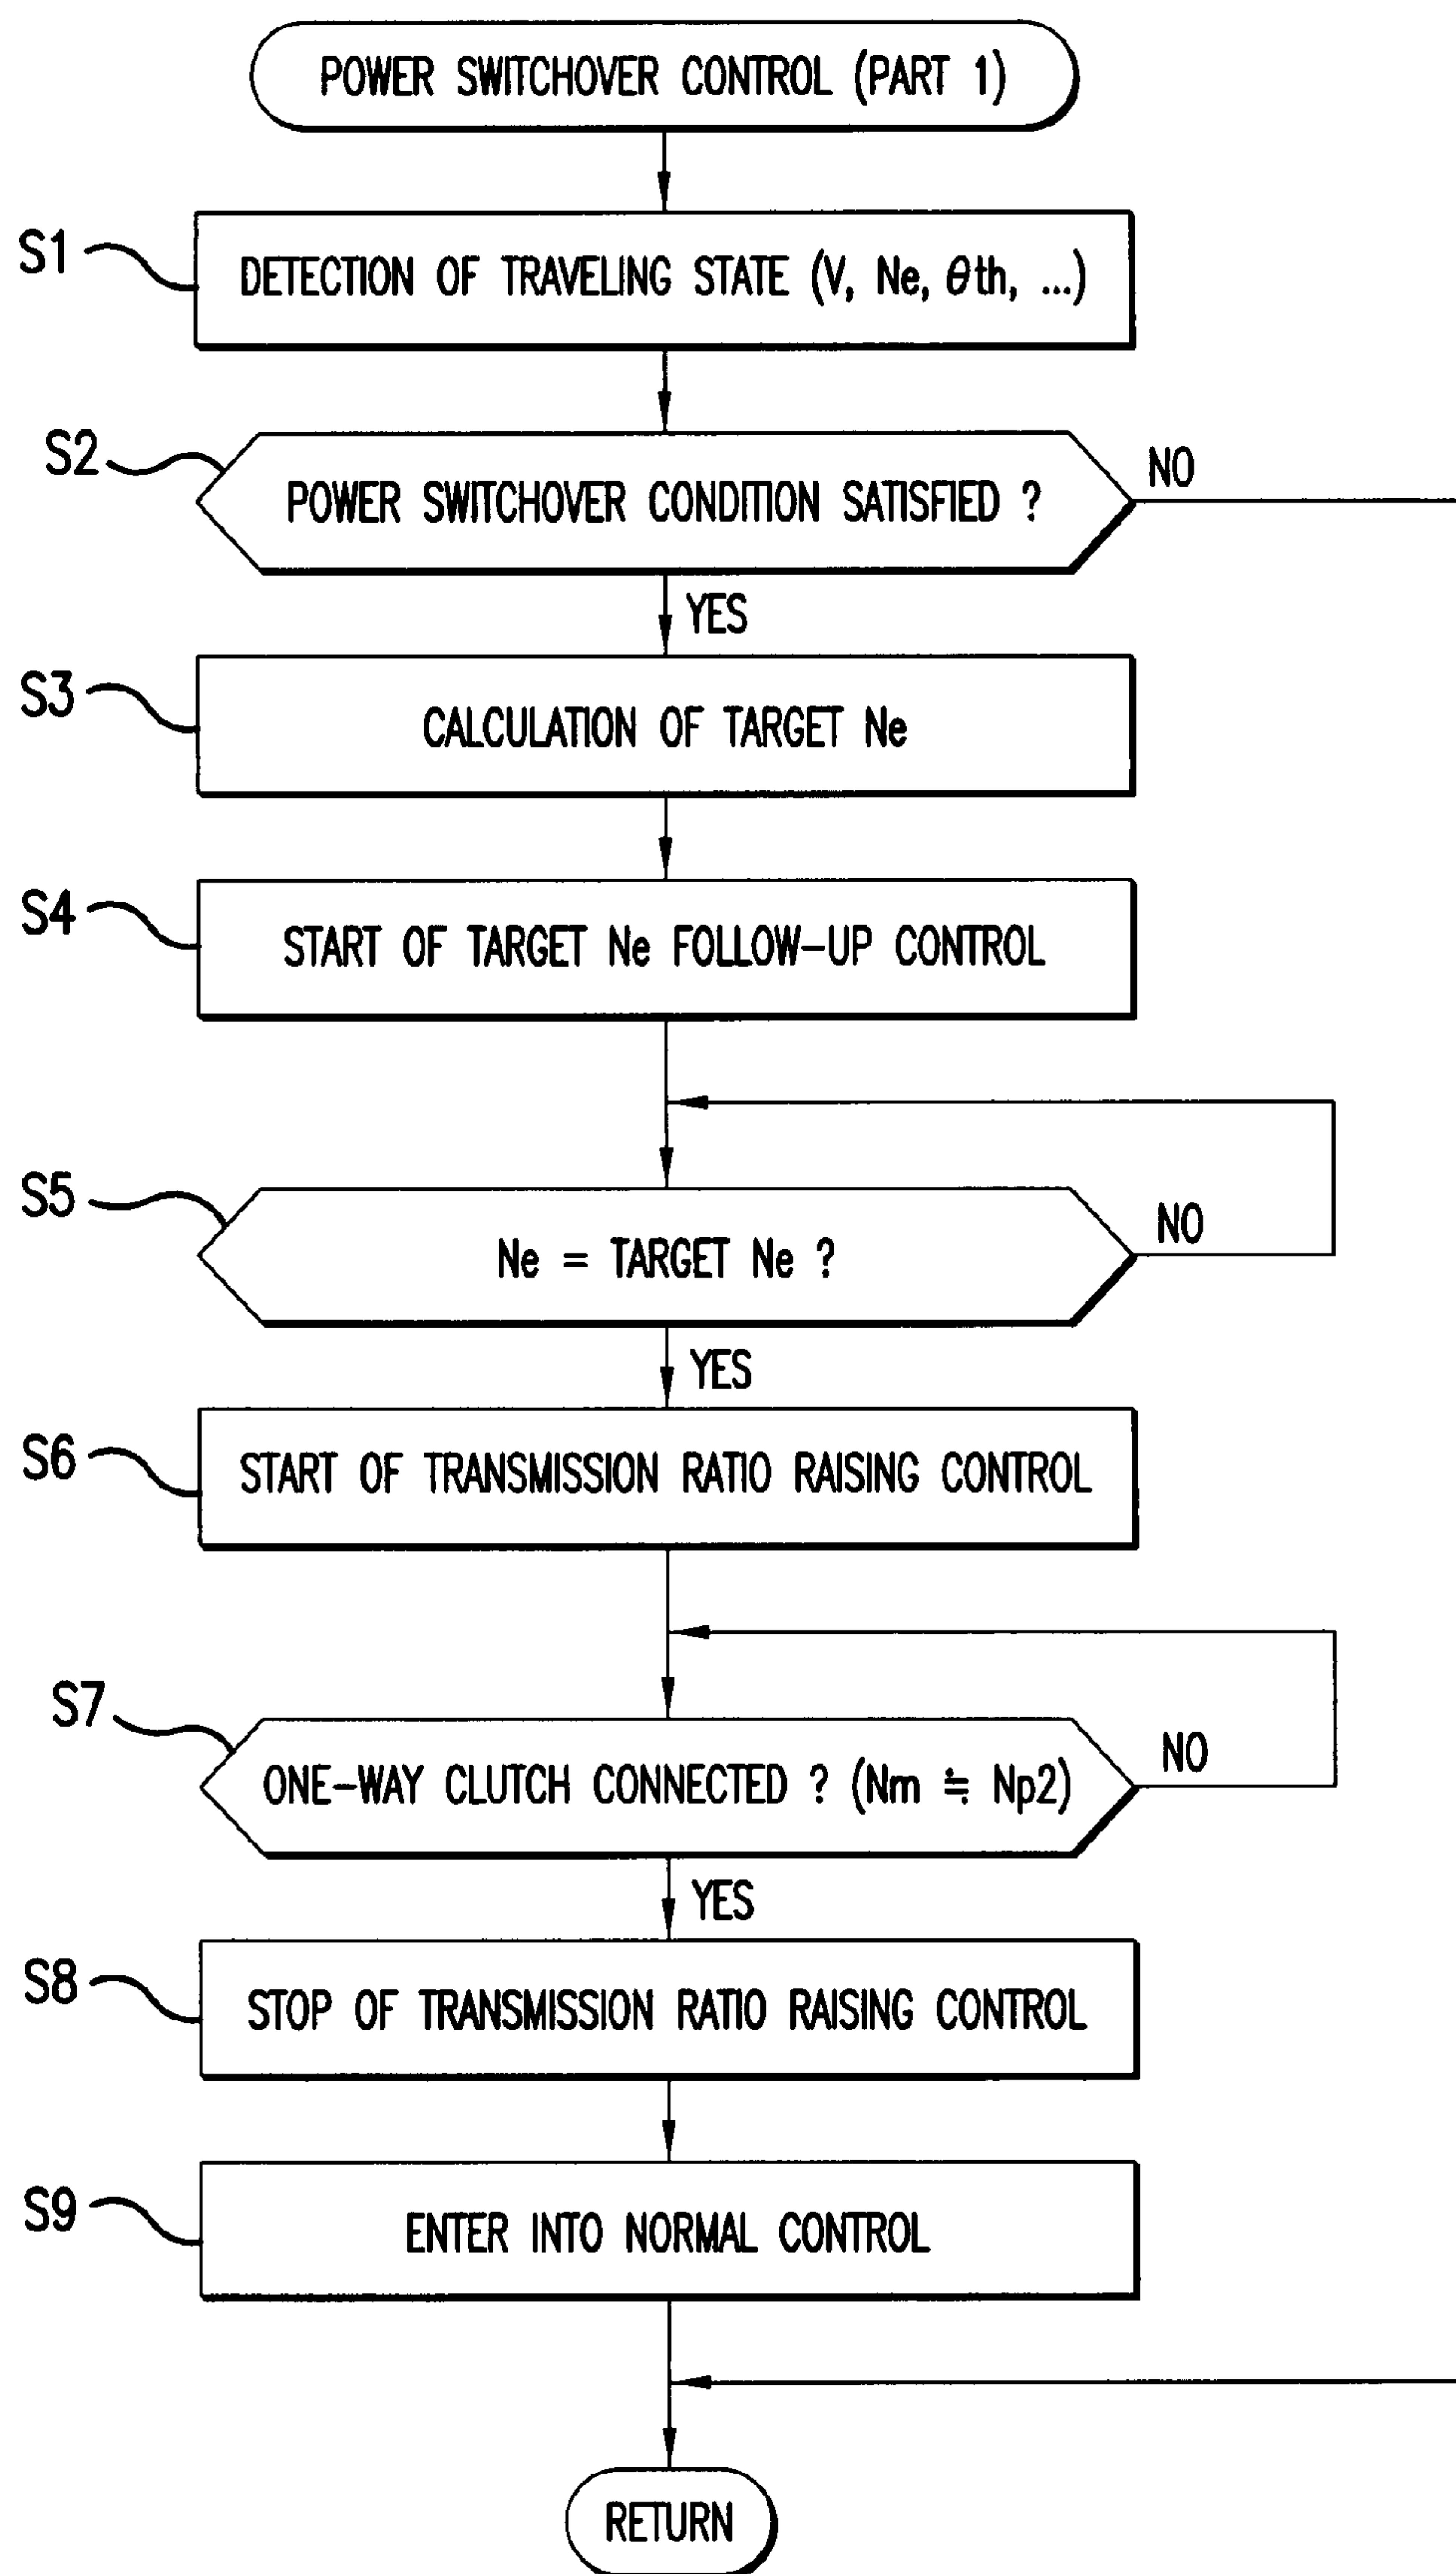 POWER SWITCHOVER CONTROL (PART 1)
S1
DETECTION OF TRAVELING STATE (V, Ne, θth, ...)
S2
POWER SWITCHOVER CONDITION SATISFIED ?
NO
YES
S3
CALCULATION OF TARGET Ne
S4
START OF TARGET Ne FOLLOW-UP CONTROL
S5
Ne = TARGET Ne ?
NO
YES
S6
START OF TRANSMISSION RATIO RAISING CONTROL
S7
ONE-WAY CLUTCH CONNECTED ? (Nm ≒ Np2)
NO
YES
S8
STOP OF TRANSMISSION RATIO RAISING CONTROL
S9
ENTER INTO NORMAL CONTROL
RETURN